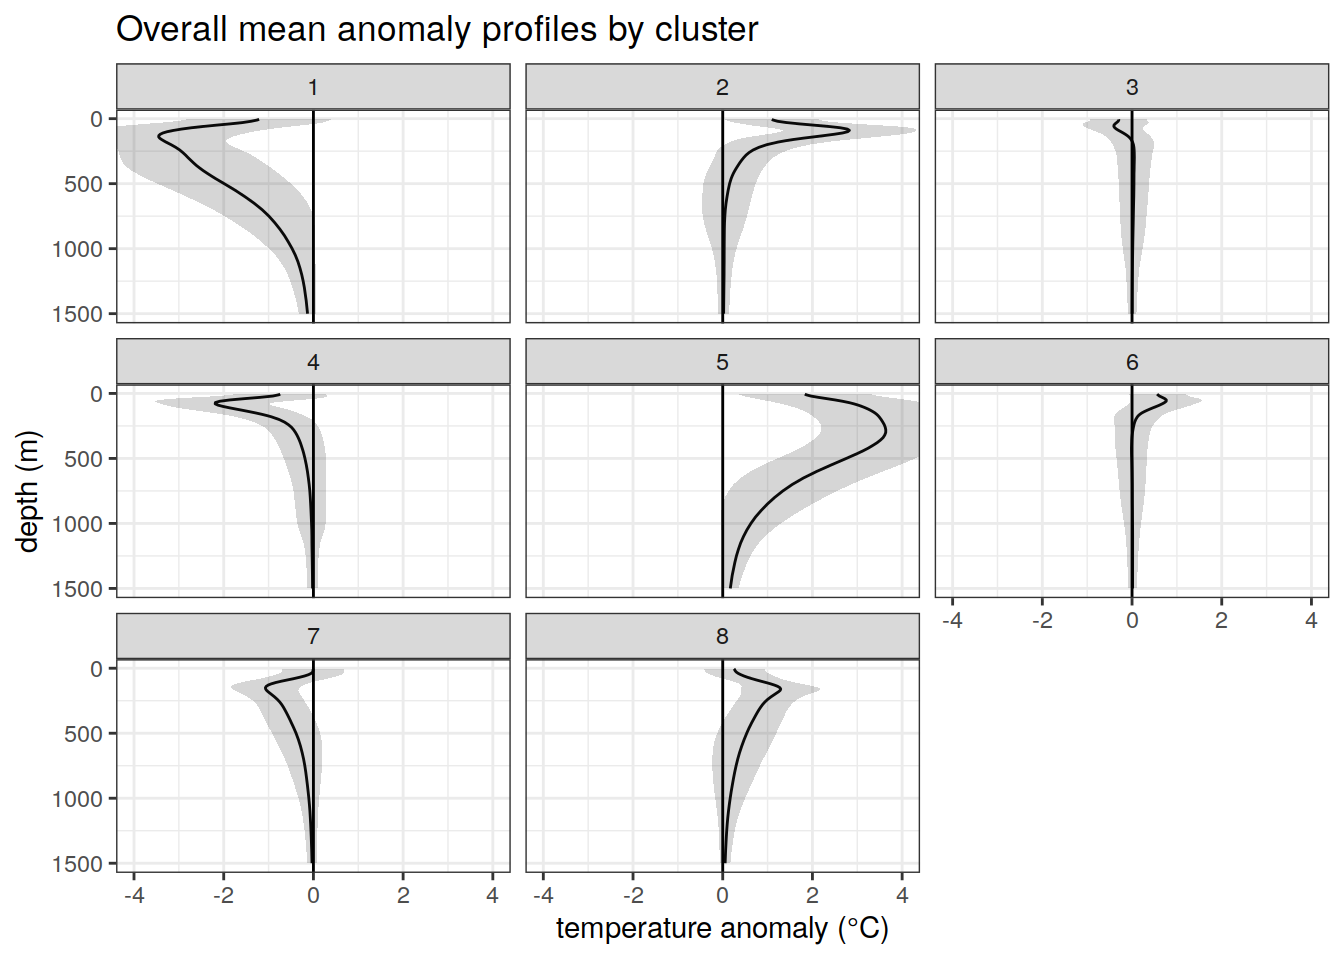 Overall mean anomaly profiles by cluster
1 2 3
0
500
1000
1500
4 5 6
0
500
1000
1500
-4 -2 0 2 4
7 8
0
500
1000
1500
-4 -2 0 2 4 -4 -2 0 2 4
temperature anomaly (°C)
depth (m)